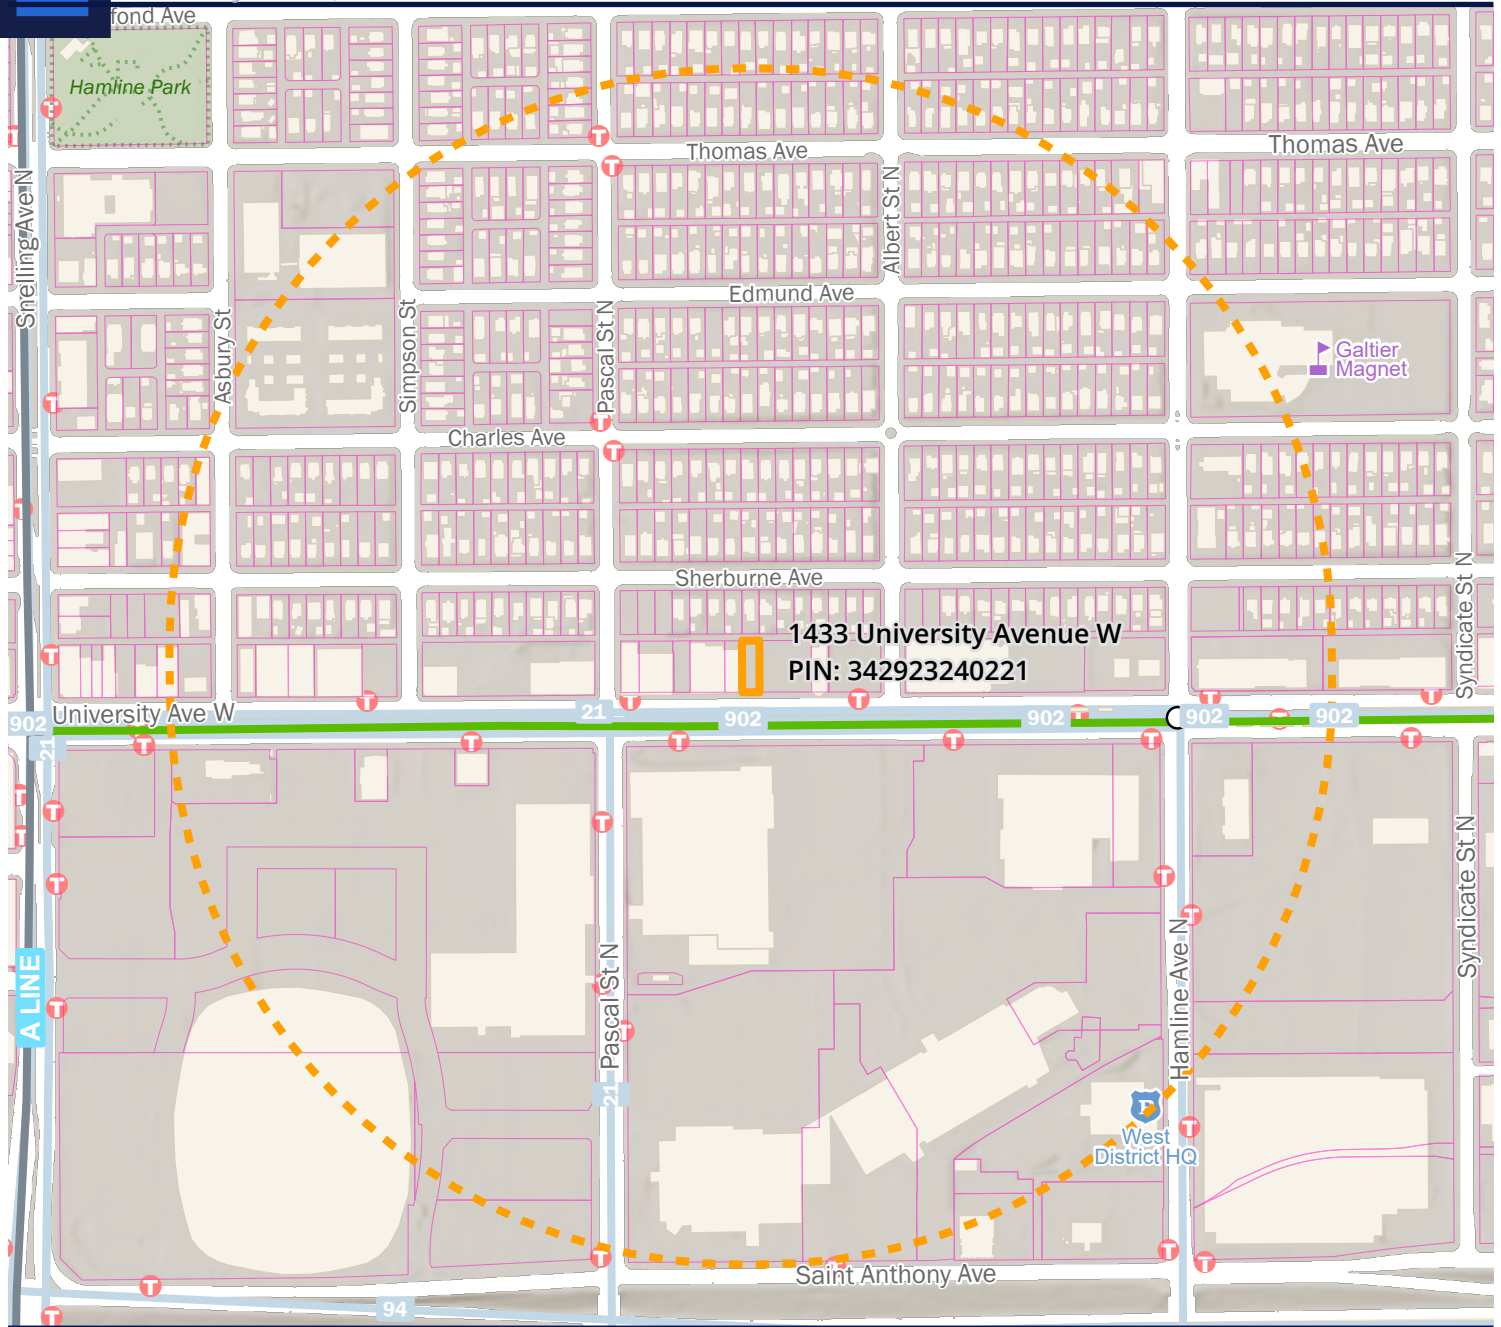 fond Ave
Hamline Park
Thomas Ave
Thomas Ave
Snelling Ave N
Albert St N
Edmund Ave
Asbury St
Simpson St
Pascal St N
Galtier
Magnet
Charles Ave
Sherburne Ave
Syndicate St N
1433 University Avenue W
PIN: 342923240221
University Ave W
902
21
902
902
902
902
21
T
A LINE
Pascal St N
Hamline Ave N
Syndicate St N
21
West
District HQ
Saint Anthony Ave
94